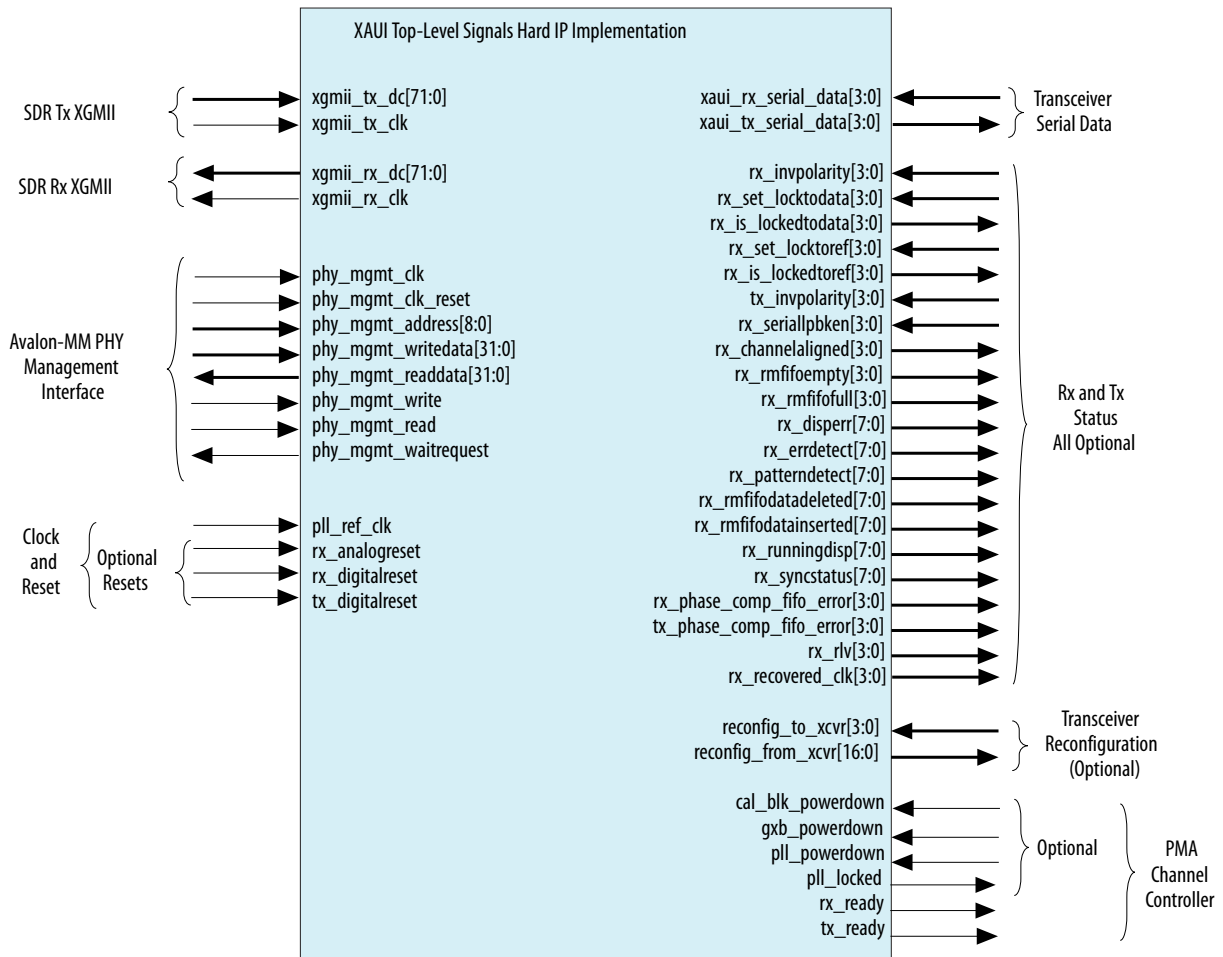 XAUI Top-Level Signals Hard IP Implementation
SDR Tx XGMII
xgmii_tx_dc[71:0]
xgmii_tx_clk
SDR Rx XGMII
xgmii_rx_dc[71:0]
xgmii_rx_clk
Avalon-MM PHY
Management
Interface
phy_mgmt_clk
phy_mgmt_clk_reset
phy_mgmt_address[8:0]
phy_mgmt_writedata[31:0]
phy_mgmt_readdata[31:0]
phy_mgmt_write
phy_mgmt_read
phy_mgmt_waitrequest
Clock
and
Reset
Optional
Resets
pll_ref_clk
rx_analogreset
rx_digitalreset
tx_digitalreset
xaui_rx_serial_data[3:0]
xaui_tx_serial_data[3:0]
Transceiver
Serial Data
rx_invpolarity[3:0]
rx_set_locktodata[3:0]
rx_is_lockedtodata[3:0]
rx_set_locktoref[3:0]
rx_is_lockedtoref[3:0]
tx_invpolarity[3:0]
rx_seriallpbken[3:0]
rx_channelaligned[3:0]
rx_rmfifoempty[3:0]
rx_rmfifofull[3:0]
rx_disperr[7:0]
rx_errdetect[7:0]
rx_patterndetect[7:0]
rx_rmfifodatadeleted[7:0]
rx_rmfifodatainserted[7:0]
rx_runningdisp[7:0]
rx_syncstatus[7:0]
rx_phase_comp_fifo_error[3:0]
tx_phase_comp_fifo_error[3:0]
rx_rlv[3:0]
rx_recovered_clk[3:0]
Rx and Tx
Status
All Optional
reconfig_to_xcvr[3:0]
reconfig_from_xcvr[16:0]
Transceiver
Reconfiguration
(Optional)
cal_blk_powerdown
gxb_powerdown
pll_powerdown
pll_locked
rx_ready
tx_ready
Optional
PMA
Channel
Controller